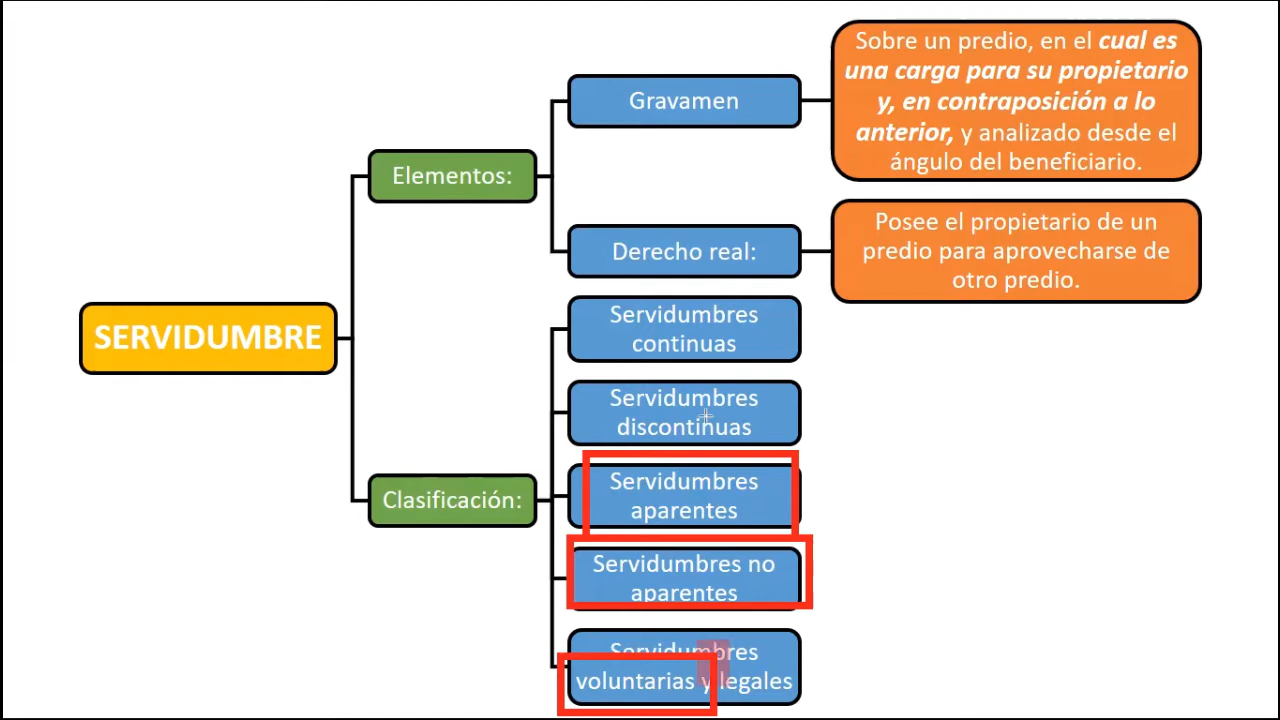 SERVIDUMBRE
Elementos:
Gravamen
Sobre un predio, en el cual es
una carga para su propietario
y, en contraposición a lo
anterior, y analizado desde el
ángulo del beneficiario.
Derecho real:
Posee el propietario de un
predio para aprovecharse de
otro predio.
Clasificación:
Servidumbres
continuas
Servidumbres
discontinuas
Servidumbres
aparentes
Servidumbres no
aparentes
Servidumbres
voluntarias y legales